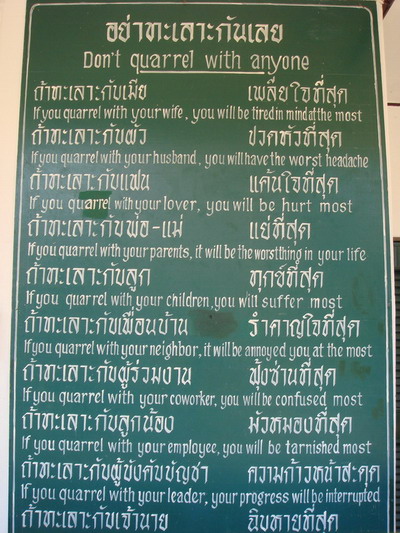 อย่าทะเลาะกันเลย
Don't quarrel with anyone
ถ้าทะเลาะกับเมีย เพลียใจที่สุด
If you quarrel with your wife, you will be tired in mind at the most
ถ้าทะเลาะกับผัว ปวดหัวที่สุด
If you quarrel with your husband, you will have the worst headache
ถ้าทะเลาะกับแฟน แค้นใจที่สุด
If you quarrel with your lover, you will be hurt most
ถ้าทะเลาะกับพ่อ-แม่ แย่ที่สุด
If you quarrel with your parents, it will be the worst thing in your life
ถ้าทะเลาะกับลูก ทุกข์ที่สุด
If you quarrel with your children, you will suffer most
ถ้าทะเลาะกับเพื่อนบ้าน รำคาญใจที่สุด
If you quarrel with your neighbor, it will be annoyed you at the most
ถ้าทะเลาะกับผู้ร่วมงาน ฟุ้งซ่านที่สุด
If you quarrel with your coworker, you will be confused most
ถ้าทะเลาะกับลูกน้อง มัวหมองที่สุด
If you quarrel with your employee, you will be tarnished most
ถ้าทะเลาะกับผู้บังคับบัญชา ความก้าวหน้าสะดุด
If you quarrel with your leader, your progress will be interrupted
ถ้าทะเลาะกับเจ้านาย ฉิบหายที่สุด